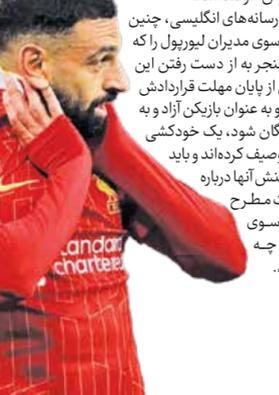 رسانه‌های انگلیسی، چنین
سوی مدیران لیورپول را که
منجر به از دست رفتن این
از پایان مهلت قراردادش
و به عنوان بازیکن آزاد و به
گان شود، یک خودکشی
وصیف کرده‌اند و باید
نش آنها درباره
ت مطرح
سوی
چه
standard
chartered